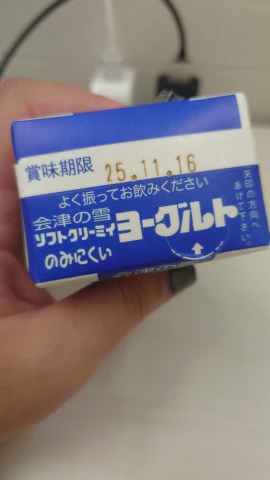 賞味期限 25.11.16
よく振ってお飲みください
会津の雪
ソフトクリーミィヨーグルト
のみにくい
矢印の方向へ
あけて下さい。